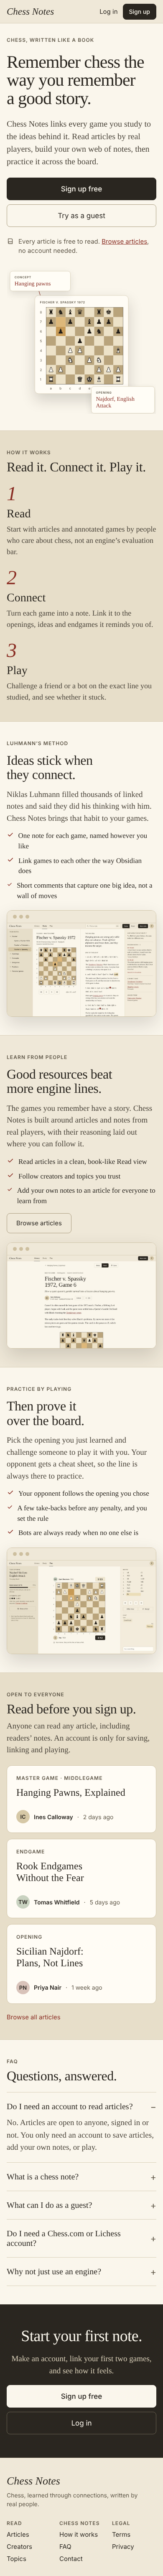 Chess Notes
Log in
Sign up
CHESS, WRITTEN LIKE A BOOK
Remember chess the
way you remember
a good story.
Chess Notes links every game you study to
the ideas behind it. Read articles by real
players, build your own web of notes, then
practice it across the board.
Sign up free
Try as a guest
Every article is free to read. Browse articles,
no account needed.
CONCEPT
Hanging pawns
FISCHER V. SPASSKY 1972
OPENING
Najdorf, English
Attack
HOW IT WORKS
Read it. Connect it. Play it.
1
Read
Start with articles and annotated games by people
who care about chess, not an engine's evaluation
bar.
2
Connect
Turn each game into a note. Link it to the
openings, ideas and endgames it reminds you of.
3
Play
Challenge a friend or a bot on the exact line you
studied, and see whether it stuck.
LUHMANN'S METHOD
Ideas stick when
they connect.
Niklas Luhmann filled thousands of linked
notes and said they did his thinking with him.
Chess Notes brings that habit to your games.
One note for each game, named however you
like
Link games to each other the way Obsidian
does
Short comments that capture one big idea, not a
wall of moves
Fischer v. Spassky 1972
LEARN FROM PEOPLE
Good resources beat
more engine lines.
The games you remember have a story. Chess
Notes is built around articles and notes from
real players, with their reasoning laid out
where you can follow it.
Read articles in a clean, book-like Read view
Follow creators and topics you trust
Add your own notes to an article for everyone to
learn from
Browse articles
Fischer v. Spassky
1972, Game 6
PRACTICE BY PLAYING
Then prove it
over the board.
Pick the opening you just learned and
challenge someone to play it with you. Your
opponent gets a cheat sheet, so the line is
always there to practice.
Your opponent follows the opening you chose
A few take-backs before any penalty, and you
set the rule
Bots are always ready when no one else is
OPEN TO EVERYONE
Read before you sign up.
Anyone can read any article, including
readers' notes. An account is only for saving,
linking and playing.
MASTER GAME · MIDDLEGAME
Hanging Pawns, Explained
IC
Ines Calloway · 2 days ago
ENDGAME
Rook Endgames
Without the Fear
TW
Tomas Whitfield · 5 days ago
OPENING
Sicilian Najdorf:
Plans, Not Lines
PN
Priya Nair · 1 week ago
Browse all articles
FAQ
Questions, answered.
Do I need an account to read articles? −
No. Articles are open to anyone, signed in or
not. You only need an account to save articles,
add your own notes, or play.
What is a chess note? +
What can I do as a guest? +
Do I need a Chess.com or Lichess
account? +
Why not just use an engine? +
Start your first note.
Make an account, link your first two games,
and see how it feels.
Sign up free
Log in
Chess Notes
Chess, learned through connections, written by
real people.
READ
Articles
Creators
Topics
CHESS NOTES
How it works
FAQ
Contact
LEGAL
Terms
Privacy